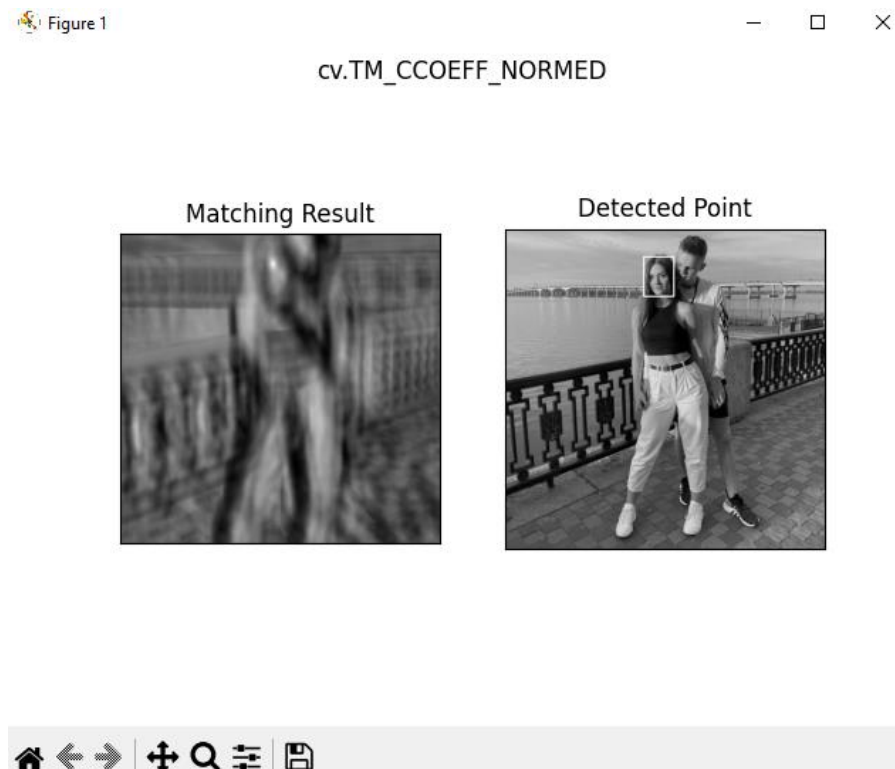 Figure 1
cv.TM_CCOEFF_NORMED
Matching Result
Detected Point